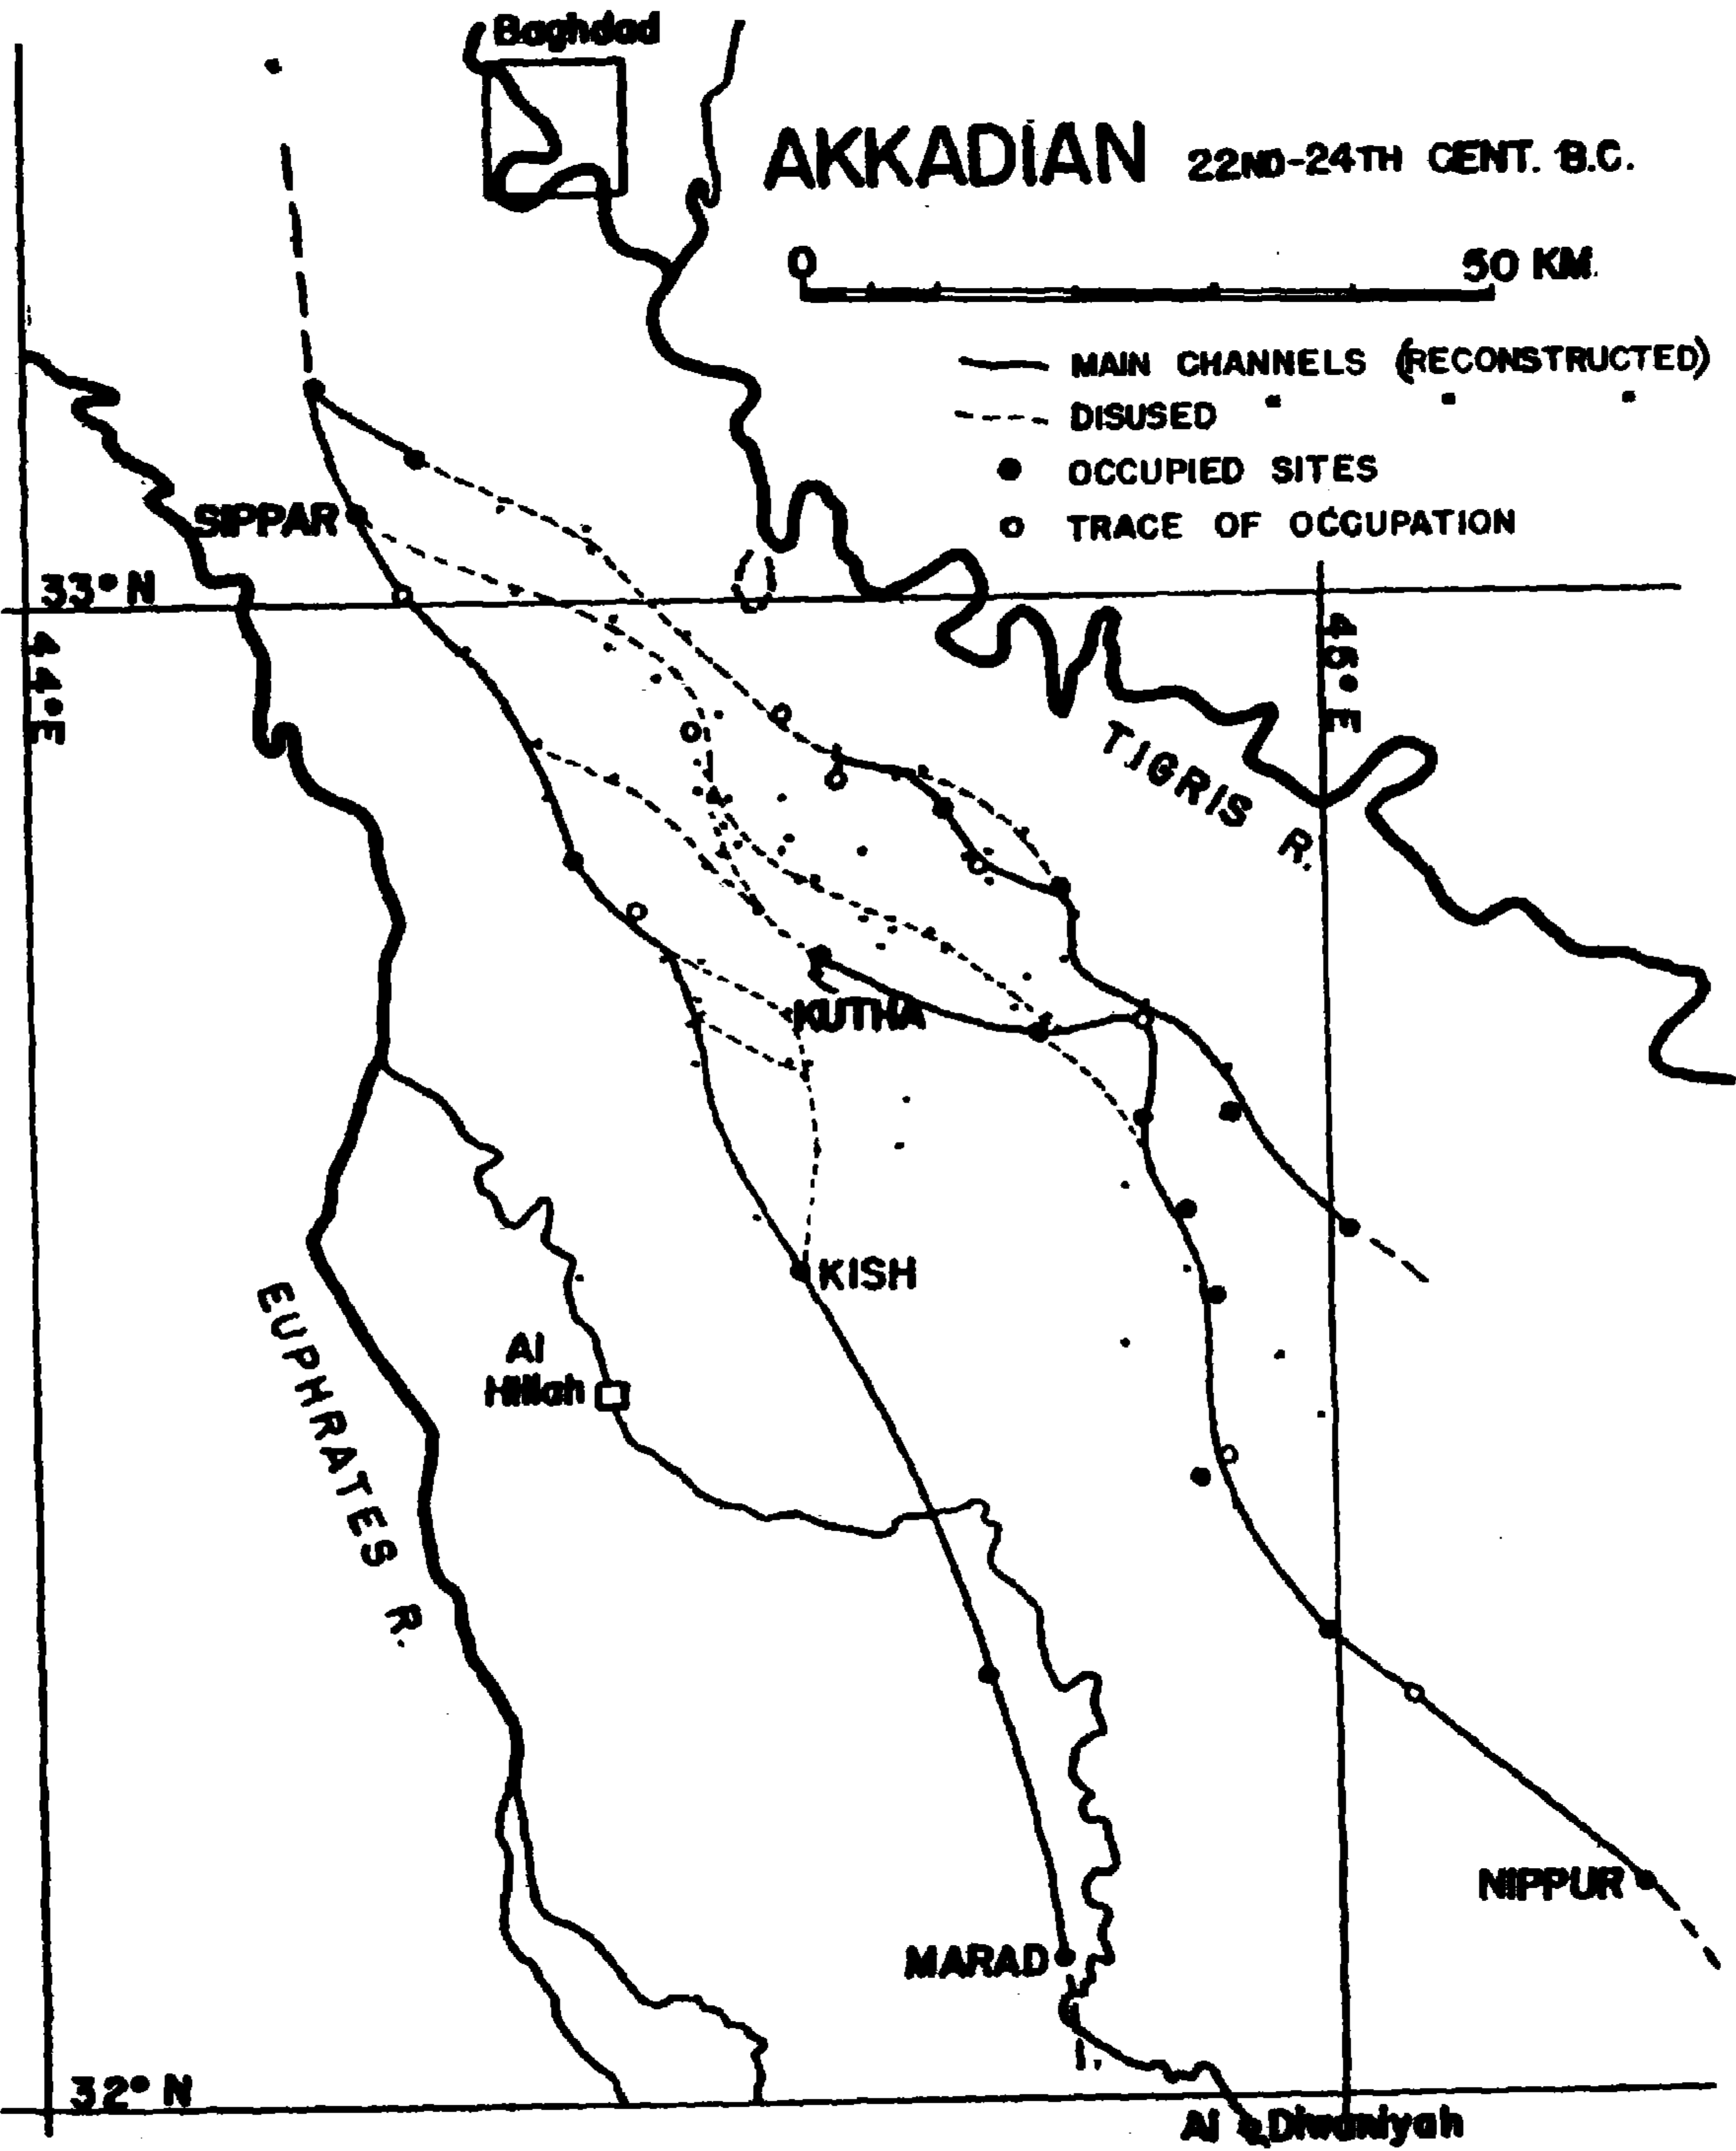 Baghdad
AKKADIAN 22ND-24TH CENT. B.C.
0 50 KM.
MAIN CHANNELS (RECONSTRUCTED)
DISUSED " " "
OCCUPIED SITES
TRACE OF OCCUPATION
SIPPAR
33° N
44° E
45° E
TIGRIS R.
KUTHA
KISH
EUPHRATES R.
Al
Hillah
NIPPUR
MARAD
32° N
Al Diwaniyah